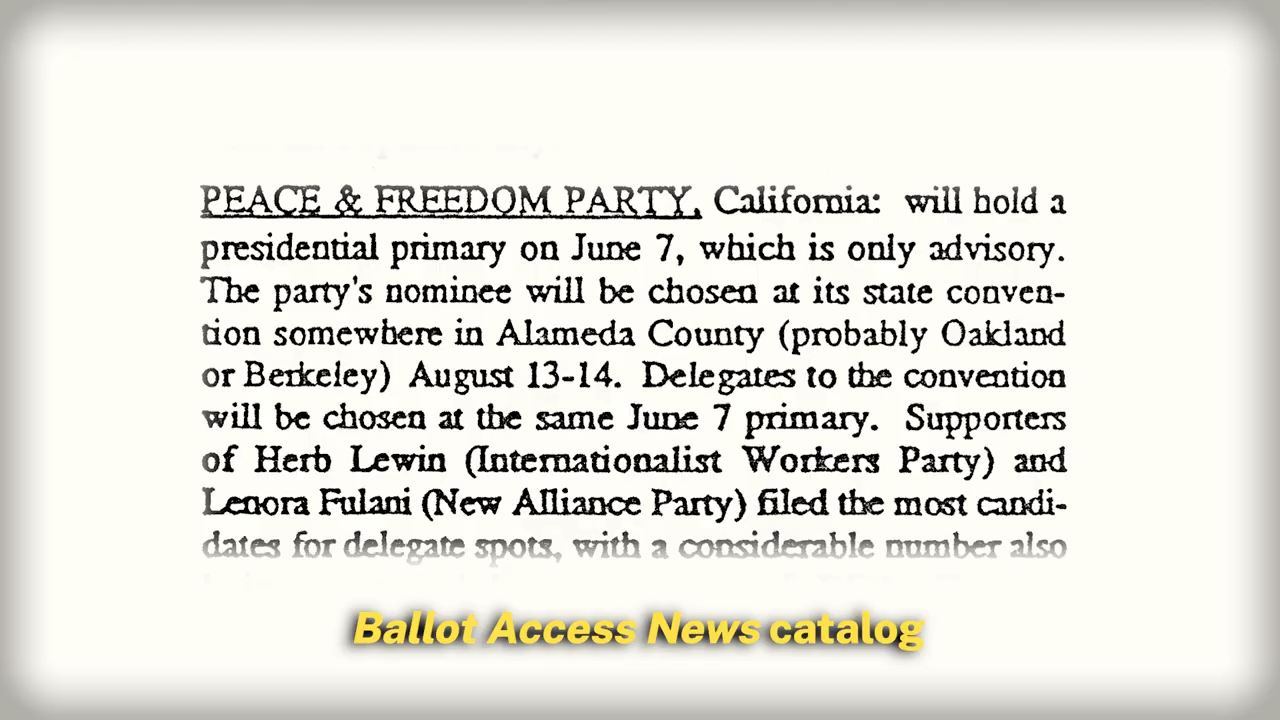 PEACE & FREEDOM PARTY, California: will hold a
presidential primary on June 7, which is only advisory.
The party's nominee will be chosen at its state conven-
tion somewhere in Alameda County (probably Oakland
or Berkeley) August 13-14. Delegates to the convention
will be chosen at the same June 7 primary. Supporters
of Herb Lewin (Internationalist Workers Party) and
Lenora Fulani (New Alliance Party) filed the most candi-
dates for delegate spots, with a considerable number also
Ballot Access News catalog